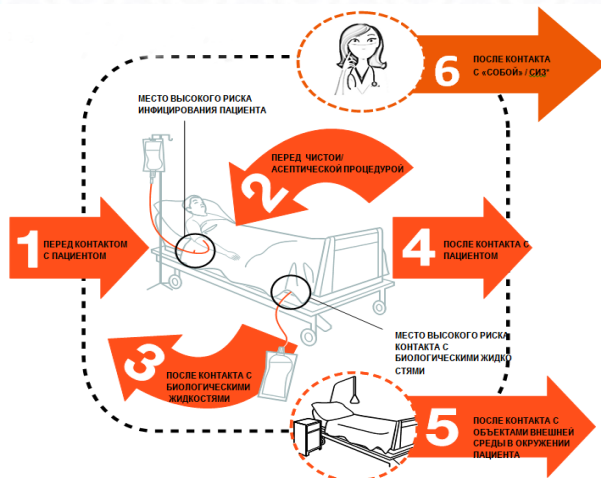 6
ПОСЛЕ КОНТАКТА
С «СОБОЙ» / СИЗ*
МЕСТО ВЫСОКОГО РИСКА
ИНФИЦИРОВАНИЯ ПАЦИЕНТА
2
ПЕРЕД ЧИСТОИ/
АСЕПТИЧЕСКОЙ ПРОЦЕДУРОЙ
1
ПЕРЕД КОНТАКТОМ
С ПАЦИЕНТОМ
4
ПОСЛЕ КОНТАКТА С
ПАЦИЕНТОМ
МЕСТО ВЫСОКОГО РИСКА
КОНТАКТА С
БИОЛОГИЧЕСКИМИ ЖИДКО
СТЯМИ
3
ПОСЛЕ КОНТАКТА С
БИОЛОГИЧЕСКИМИ
ЖИДКОСТЯМИ
5
ПОСЛЕ КОНТАКТА С
ОБЪЕКТАМИ ВНЕШНЕЙ
СРЕДЫ В ОКРУЖЕНИИ
ПАЦИЕНТА